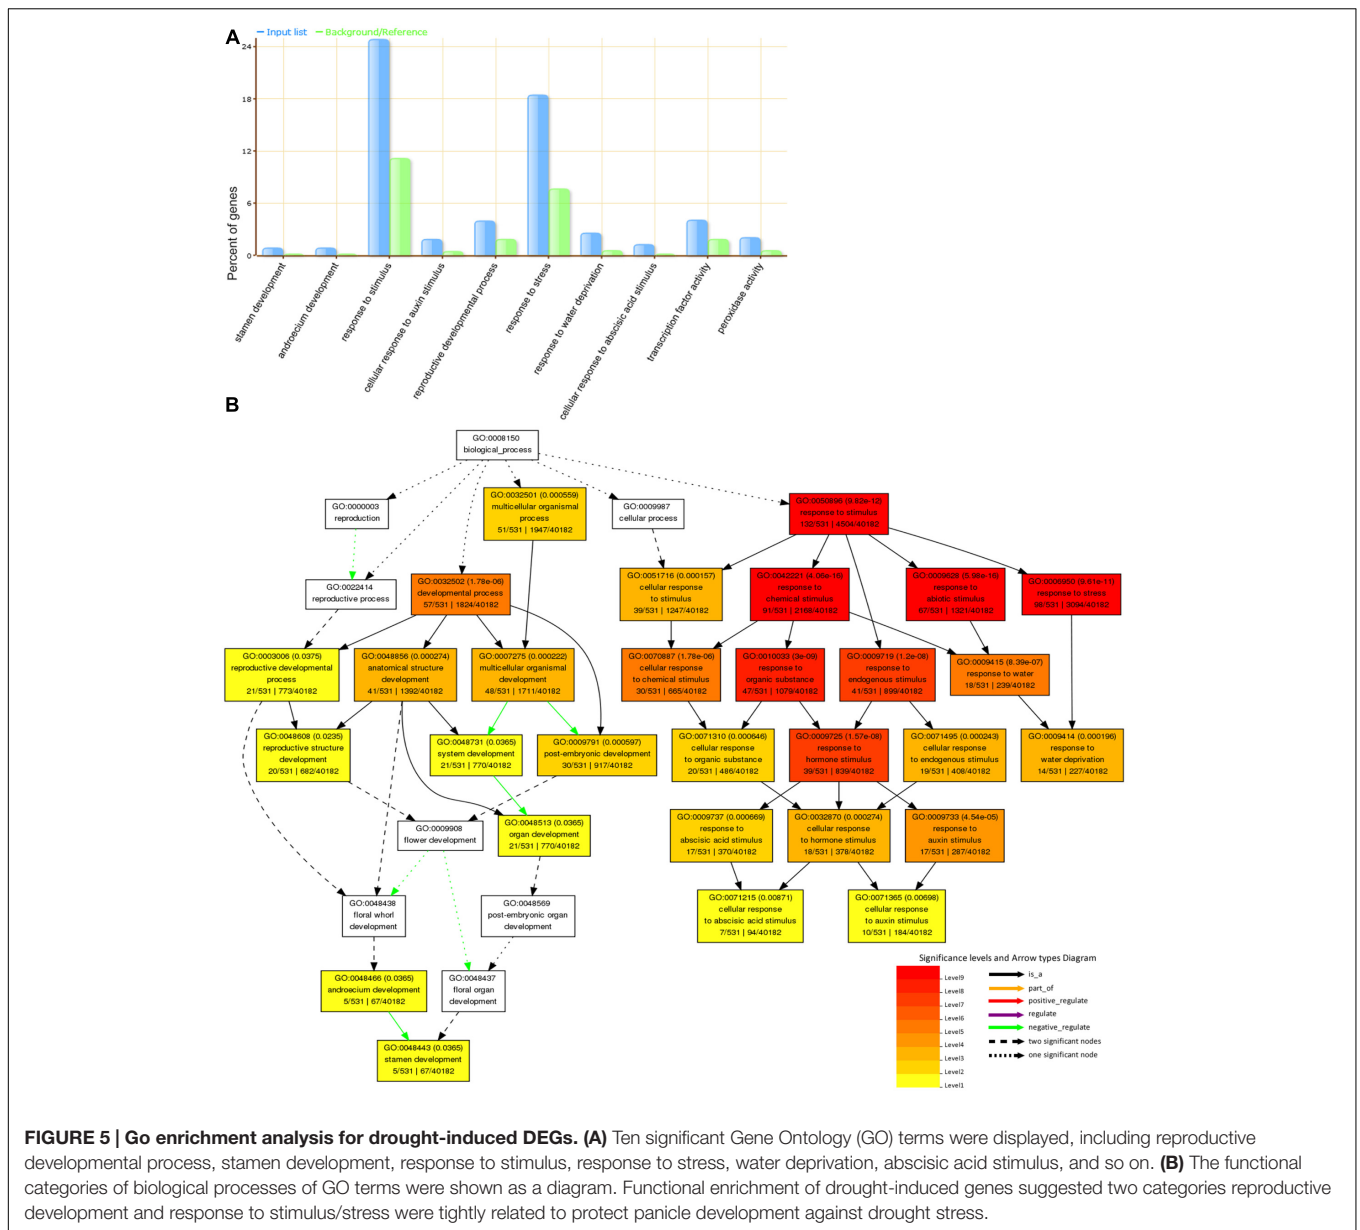 A
Input list
Background/Reference
Percent of genes
24
18
12
6
0
stamen development
androecium development
response to stimulus
cellular response to auxin stimulus
reproductive developmental process
response to stress
response to water deprivation
cellular response to abscisic acid stimulus
transcription factor activity
peroxidase activity
B
GO:0008150
biological_process
GO:0000003
reproduction
GO:0032501 (0.000559)
multicellular organismal
process
51/531 | 1947/40182
GO:0009987
cellular process
response to stimulus
GO:0022414
reproductive process
GO:0032502 (1.78e-06)
developmental process
57/531 | 1824/40182
GO:0051716 (0.000157)
cellular response
to stimulus
39/531 | 1247/40182
GO:0042221 (4.06e-16)
response to
chemical stimulus
91/531 | 2168/40182
response to
abiotic stimulus
67/531 | 1321/40182
response to stress
98/531 | 3094/40182
GO:0003006 (0.0375)
reproductive developmental
process
21/531 | 773/40182
GO:0048856 (0.000274)
anatomical structure
development
41/531 | 1392/40182
GO:0007275 (0.000222)
multicellular organismal
development
48/531 | 1711/40182
GO:0070887 (1.78e-06)
cellular response
to chemical stimulus
30/531 | 665/40182
GO:0010033 (3e-09)
response to
organic substance
47/531 | 1079/40182
GO:0009719 (1.2e-08)
response to
endogenous stimulus
41/531 | 899/40182
GO:0009415 (8.39e-07)
response to water
18/531 | 239/40182
GO:0048608 (0.0235)
reproductive structure
development
20/531 | 682/40182
GO:0048731 (0.0365)
system development
21/531 | 770/40182
GO:0009791 (0.000597)
post-embryonic development
30/531 | 917/40182
GO:0071310 (0.000646)
cellular response
to organic substance
20/531 | 486/40182
GO:0009725 (1.57e-08)
response to
hormone stimulus
39/531 | 839/40182
GO:0071495 (0.000243)
cellular response
to endogenous stimulus
19/531 | 408/40182
GO:0009414 (0.000196)
response to
water deprivation
14/531 | 227/40182
GO:0009908
flower development
GO:0048513 (0.0365)
organ development
21/531 | 770/40182
GO:0009737 (0.000669)
response to
abscisic acid stimulus
17/531 | 370/40182
GO:0032870 (0.000274)
cellular response
to hormone stimulus
18/531 | 378/40182
GO:0009733 (4.54e-05)
response to
auxin stimulus
17/531 | 287/40182
GO:0048438
floral whorl
development
GO:0048569
post-embryonic organ
development
GO:0071215 (0.00871)
cellular response
to abscisic acid stimulus
7/531 | 94/40182
GO:0071365 (0.00698)
cellular response
to auxin stimulus
10/531 | 184/40182
GO:0048466 (0.0365)
androecium development
5/531 | 67/40182
GO:0048437
floral organ
development
GO:0048443 (0.0365)
stamen development
5/531 | 67/40182
Significance levels and Arrow types Diagram
Level9
Level8
Level7
Level6
Level5
Level4
Level3
Level2
Level1
is_a
part_of
positive_regulate
regulate
negative_regulate
two significant nodes
one significant node
FIGURE 5 | Go enrichment analysis for drought-induced DEGs. (A) Ten significant Gene Ontology (GO) terms were displayed, including reproductive
developmental process, stamen development, response to stimulus, response to stress, water deprivation, abscisic acid stimulus, and so on. (B) The functional
categories of biological processes of GO terms were shown as a diagram. Functional enrichment of drought-induced genes suggested two categories reproductive
development and response to stimulus/stress were tightly related to protect panicle development against drought stress.